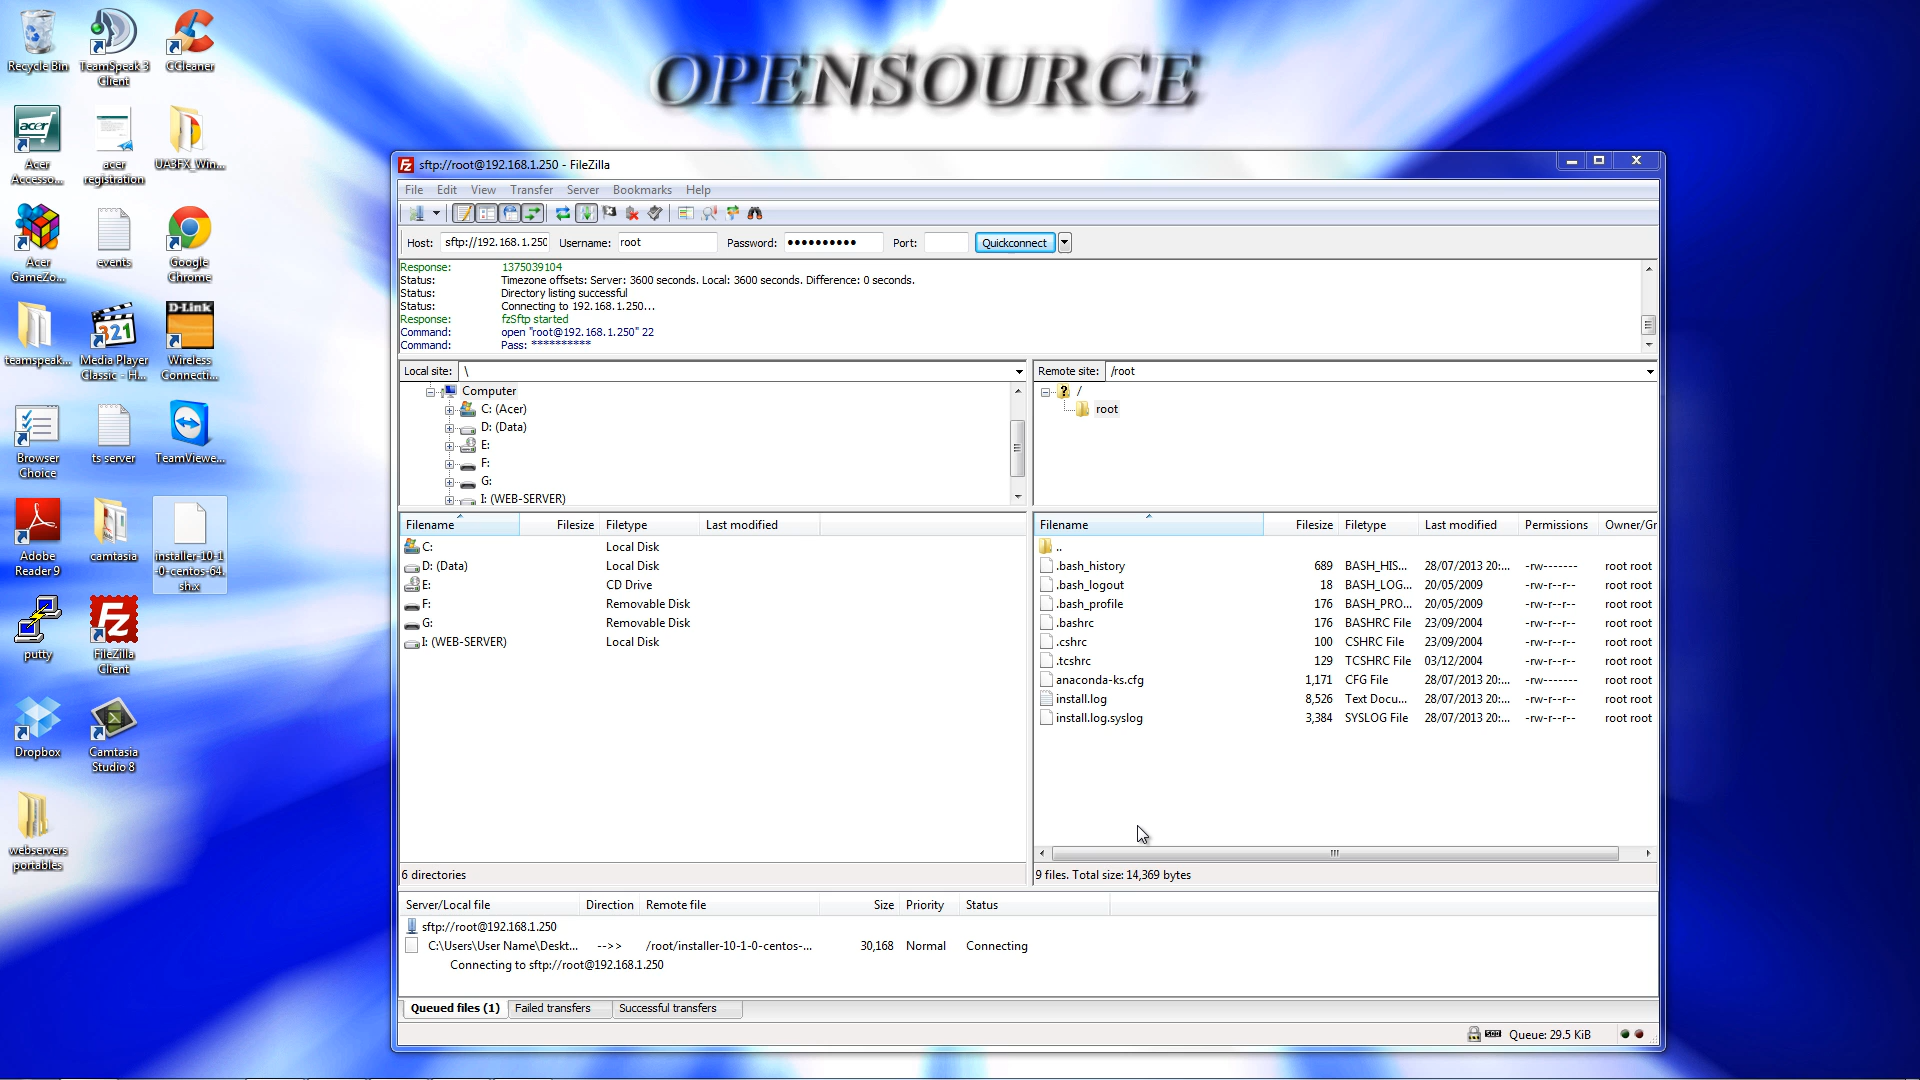 OPENSOURCE
Recycle Bin
TeamSpeak 3 Client
CCleaner
acer
Acer Accesso...
acer registration
UA3FX_Win...
Acer GameZo...
events
Google Chrome
teamspeak...
321
Media Player Classic - H...
D-Link
Wireless Connecti...
Browser Choice
ts server
TeamViewe...
Adobe Reader 9
camtasia
installer-10-1-0-centos-64.sh.x
putty
FileZilla Client
Dropbox
Camtasia Studio 8
webservers portables
sftp://root@192.168.1.250 - FileZilla
File Edit View Transfer Server Bookmarks Help
Host: sftp://192.168.1.250 Username: root Password: ●●●●●●●●●● Port: Quickconnect
Response: 1375039104
Status: Timezone offsets: Server: 3600 seconds. Local: 3600 seconds. Difference: 0 seconds.
Status: Directory listing successful
Status: Connecting to 192.168.1.250...
Response: fzSftp started
Command: open "root@192.168.1.250" 22
Command: Pass: **********
Local site: \
Computer
C: (Acer)
D: (Data)
E:
F:
G:
I: (WEB-SERVER)
Remote site: /root
/
root
Filename Filesize Filetype Last modified
C: Local Disk
D: (Data) Local Disk
E: CD Drive
F: Removable Disk
G: Removable Disk
I: (WEB-SERVER) Local Disk
6 directories
Filename Filesize Filetype Last modified Permissions Owner/Gr
..
.bash_history 689 BASH_HIS... 28/07/2013 20:... -rw------- root root
.bash_logout 18 BASH_LOG... 20/05/2009 -rw-r--r-- root root
.bash_profile 176 BASH_PRO... 20/05/2009 -rw-r--r-- root root
.bashrc 176 BASHRC File 23/09/2004 -rw-r--r-- root root
.cshrc 100 CSHRC File 23/09/2004 -rw-r--r-- root root
.tcshrc 129 TCSHRC File 03/12/2004 -rw-r--r-- root root
anaconda-ks.cfg 1,171 CFG File 28/07/2013 20:... -rw------- root root
install.log 8,526 Text Docu... 28/07/2013 20:... -rw-r--r-- root root
install.log.syslog 3,384 SYSLOG File 28/07/2013 20:... -rw-r--r-- root root
9 files. Total size: 14,369 bytes
Server/Local file Direction Remote file Size Priority Status
sftp://root@192.168.1.250
C:\Users\User Name\Deskt... -->> /root/installer-10-1-0-centos-... 30,168 Normal Connecting
Connecting to sftp://root@192.168.1.250
Queued files (1) Failed transfers Successful transfers
Queue: 29.5 KiB